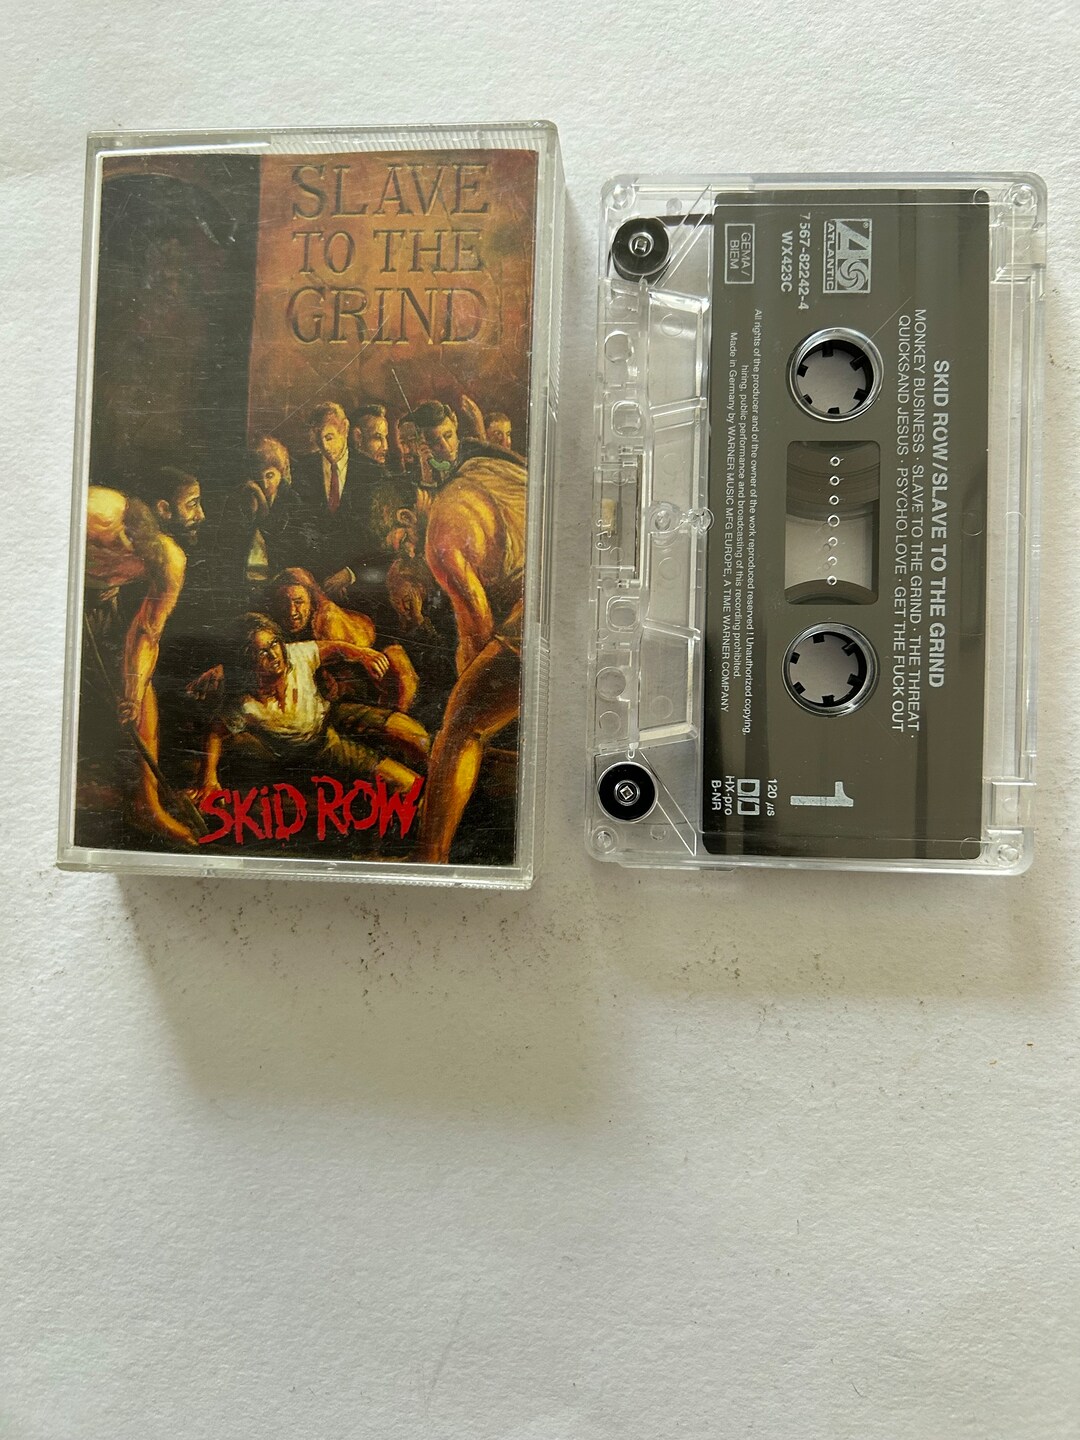 SLAVE
TO THE
GRIND
SKID ROW
SKID ROW/SLAVE TO THE GRIND
MONKEY BUSINESS · SLAVE TO THE GRIND · THE THREAT ·
QUICKSAND JESUS · PSYCHO LOVE · GET THE FUCK OUT
ATLANTIC
7567-82242-4
WX423C
GEMA/
BIEM
1
120 µs
HX-pro
B-NR
All rights of the producer and of the owner of the work reproduced reserved ! Unauthorized copying,
hiring, public performance and broadcasting of this recording prohibited.
Made in Germany by WARNER MUSIC MFG EUROPE, A TIME WARNER COMPANY